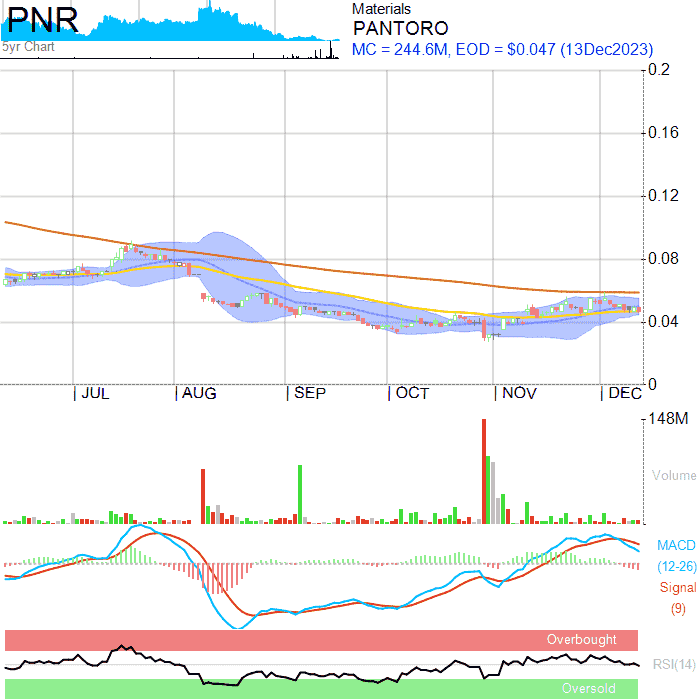 PNR
5yr Chart
Materials
PANTORO
MC = 244.6M, EOD = $0.047 (13Dec2023)
0.2
0.16
0.12
0.08
0.04
0
JUL AUG SEP OCT NOV DEC
148M
Volume
MACD
(12-26)
Signal
(9)
Overbought
RSI(14)
Oversold